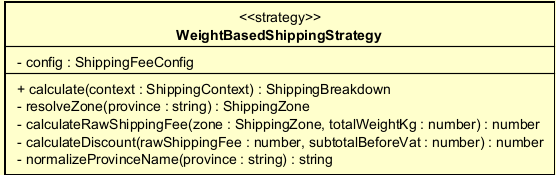 <<strategy>>
WeightBasedShippingStrategy
- config : ShippingFeeConfig
+ calculate(context : ShippingContext) : ShippingBreakdown
- resolveZone(province : string) : ShippingZone
- calculateRawShippingFee(zone : ShippingZone, totalWeightKg : number) : number
- calculateDiscount(rawShippingFee : number, subtotalBeforeVat : number) : number
- normalizeProvinceName(province : string) : string